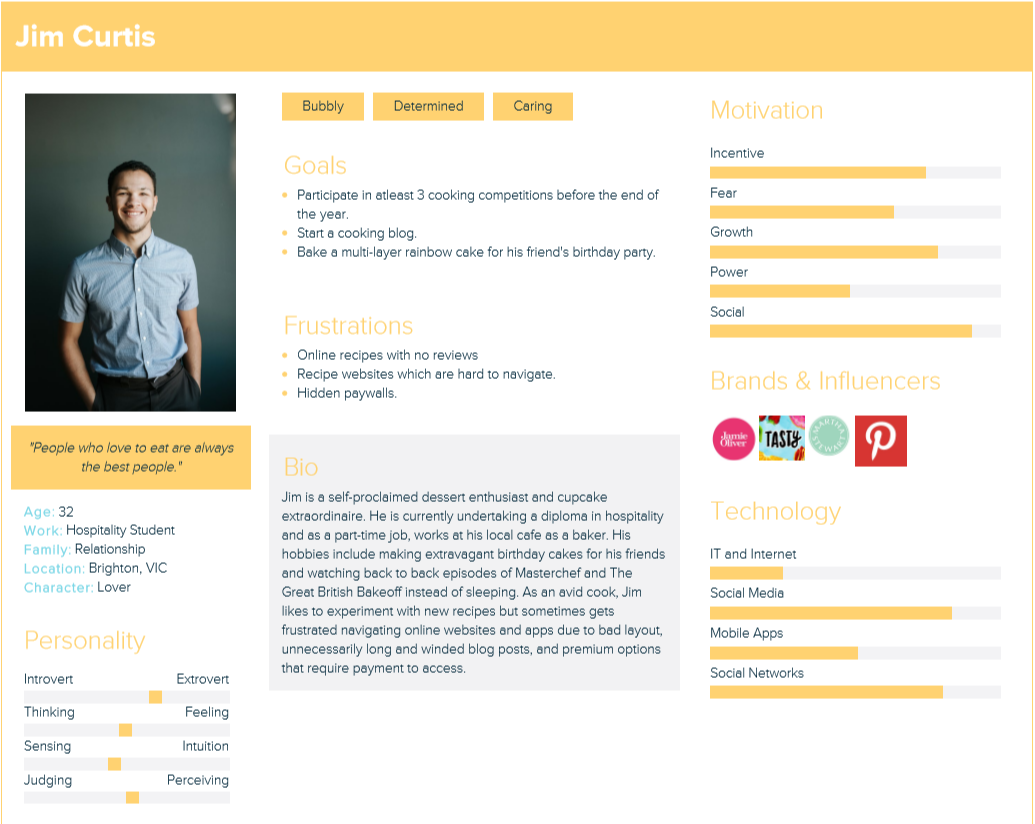 Jim Curtis
"People who love to eat are always
the best people."
Age: 32
Work: Hospitality Student
Family: Relationship
Location: Brighton, VIC
Character: Lover
Personality
Introvert Extrovert
Thinking Feeling
Sensing Intuition
Judging Perceiving
Bubbly Determined Caring
Goals
Participate in atleast 3 cooking competitions before the end of
the year.
Start a cooking blog.
Bake a multi-layer rainbow cake for his friend's birthday party.
Frustrations
Online recipes with no reviews
Recipe websites which are hard to navigate.
Hidden paywalls.
Bio
Jim is a self-proclaimed dessert enthusiast and cupcake
extraordinaire. He is currently undertaking a diploma in hospitality
and as a part-time job, works at his local cafe as a baker. His
hobbies include making extravagant birthday cakes for his friends
and watching back to back episodes of Masterchef and The
Great British Bakeoff instead of sleeping. As an avid cook, Jim
likes to experiment with new recipes but sometimes gets
frustrated navigating online websites and apps due to bad layout,
unnecessarily long and winded blog posts, and premium options
that require payment to access.
Motivation
Incentive
Fear
Growth
Power
Social
Brands & Influencers
Jamie
Oliver
TASTY
MARTHA
STEWART
Technology
IT and Internet
Social Media
Mobile Apps
Social Networks